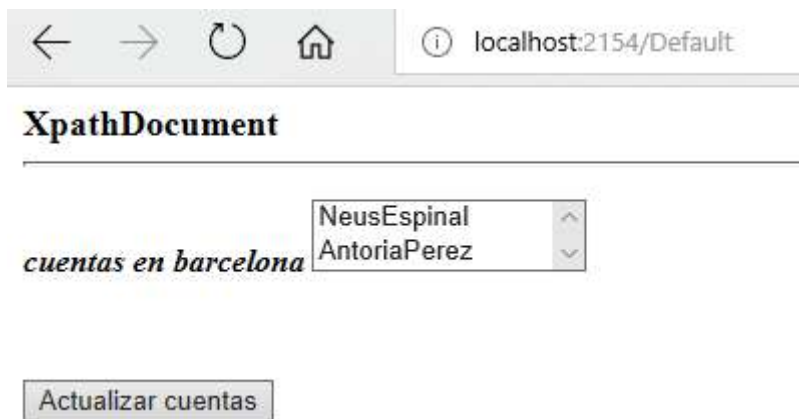 localhost:2154/Default
XpathDocument
NeusEspinal
cuentas en barcelona AntoriaPerez
Actualizar cuentas